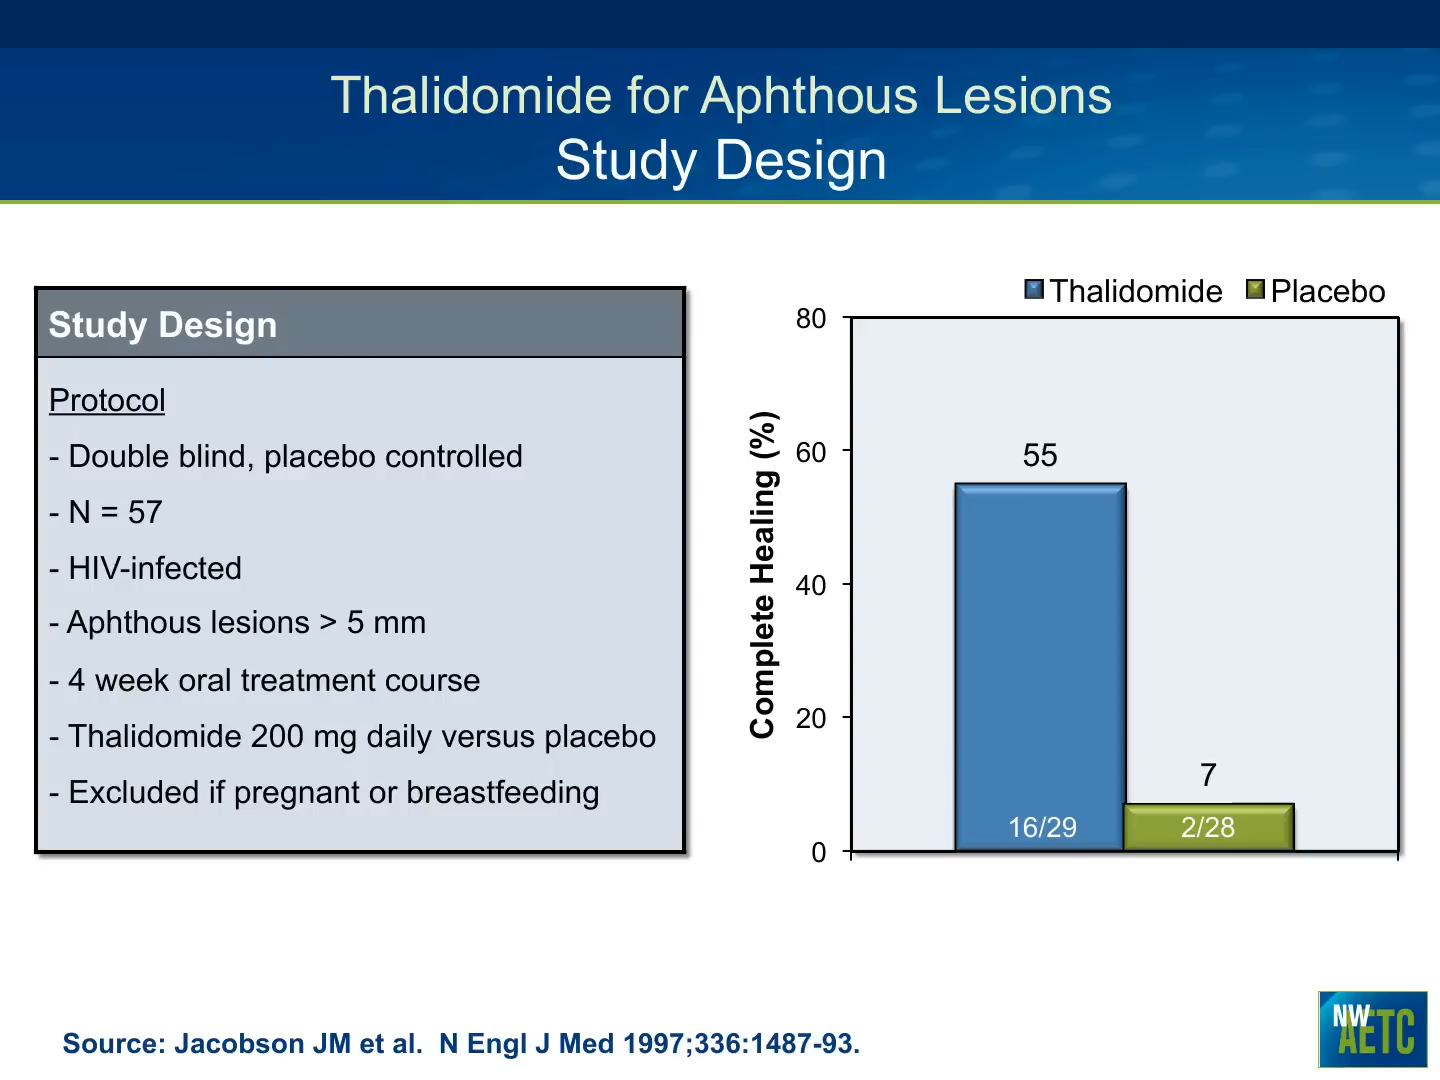 Thalidomide for Aphthous Lesions
Study Design
Study Design
Protocol
- Double blind, placebo controlled
- N = 57
- HIV-infected
- Aphthous lesions > 5 mm
- 4 week oral treatment course
- Thalidomide 200 mg daily versus placebo
- Excluded if pregnant or breastfeeding
Thalidomide Placebo
Complete Healing (%)
80
60
40
20
0
55
7
16/29
2/28
Source: Jacobson JM et al. N Engl J Med 1997;336:1487-93.
NW
AETC